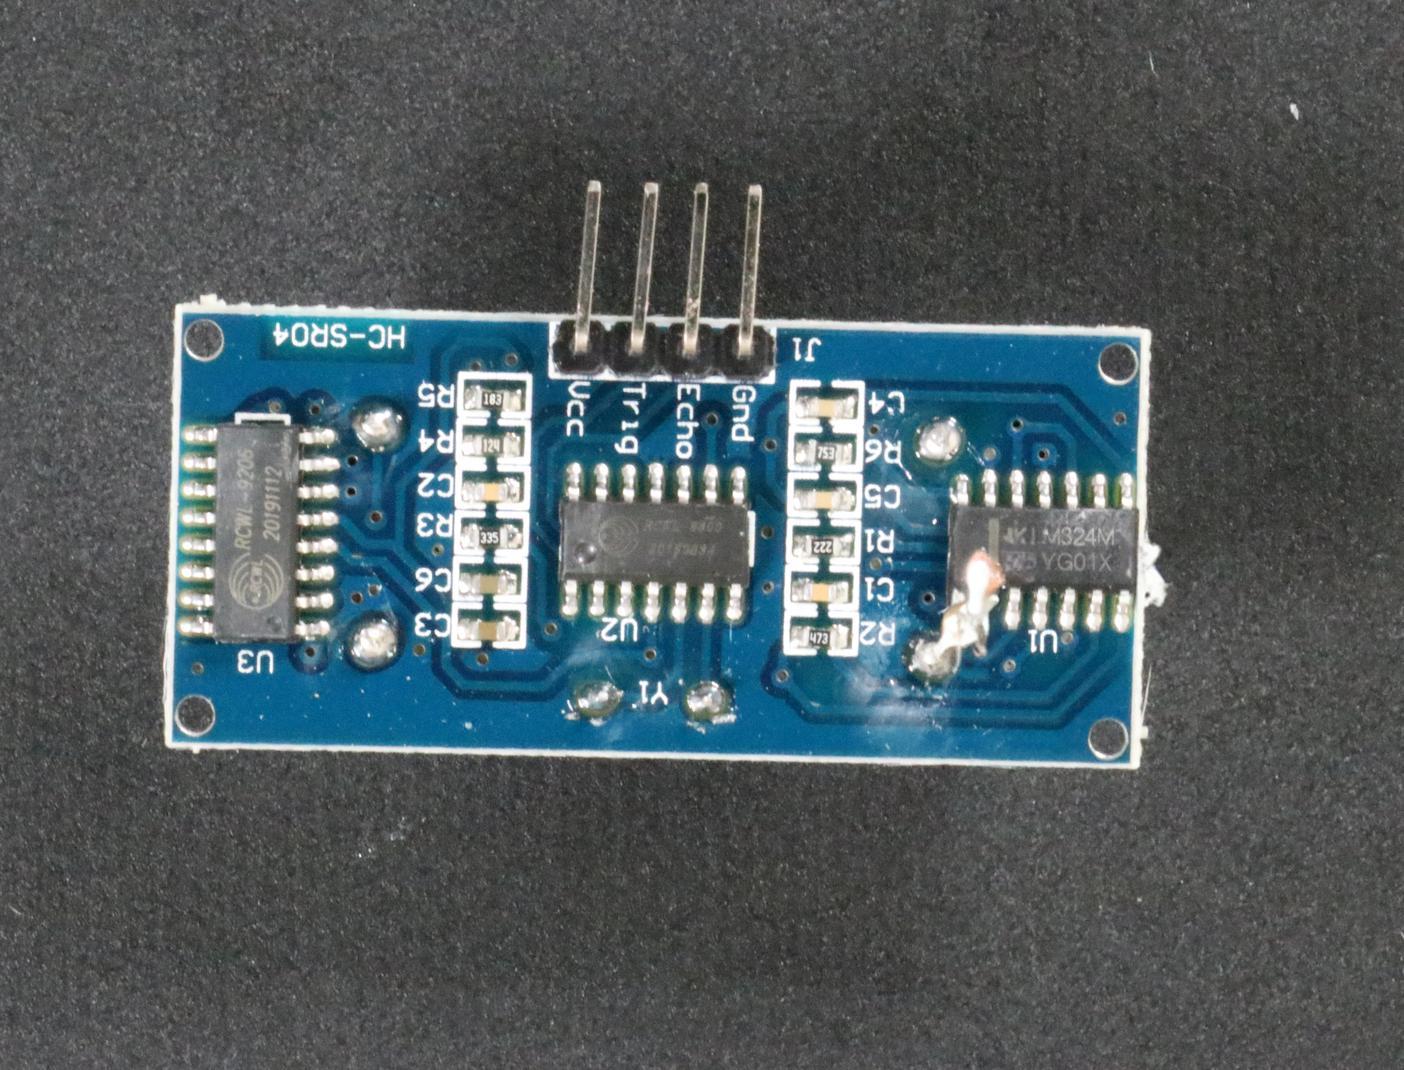 HC-SR04
J1
Vcc
Trig
Echo
Gnd
R5
183
R4
124
C2
R3
335
C6
C3
C4
R6
753
C5
R1
222
C1
R2
473
RCWL-9206
20191112
U3
RCWL
U2
Y1
LM324M
YG01X
U1